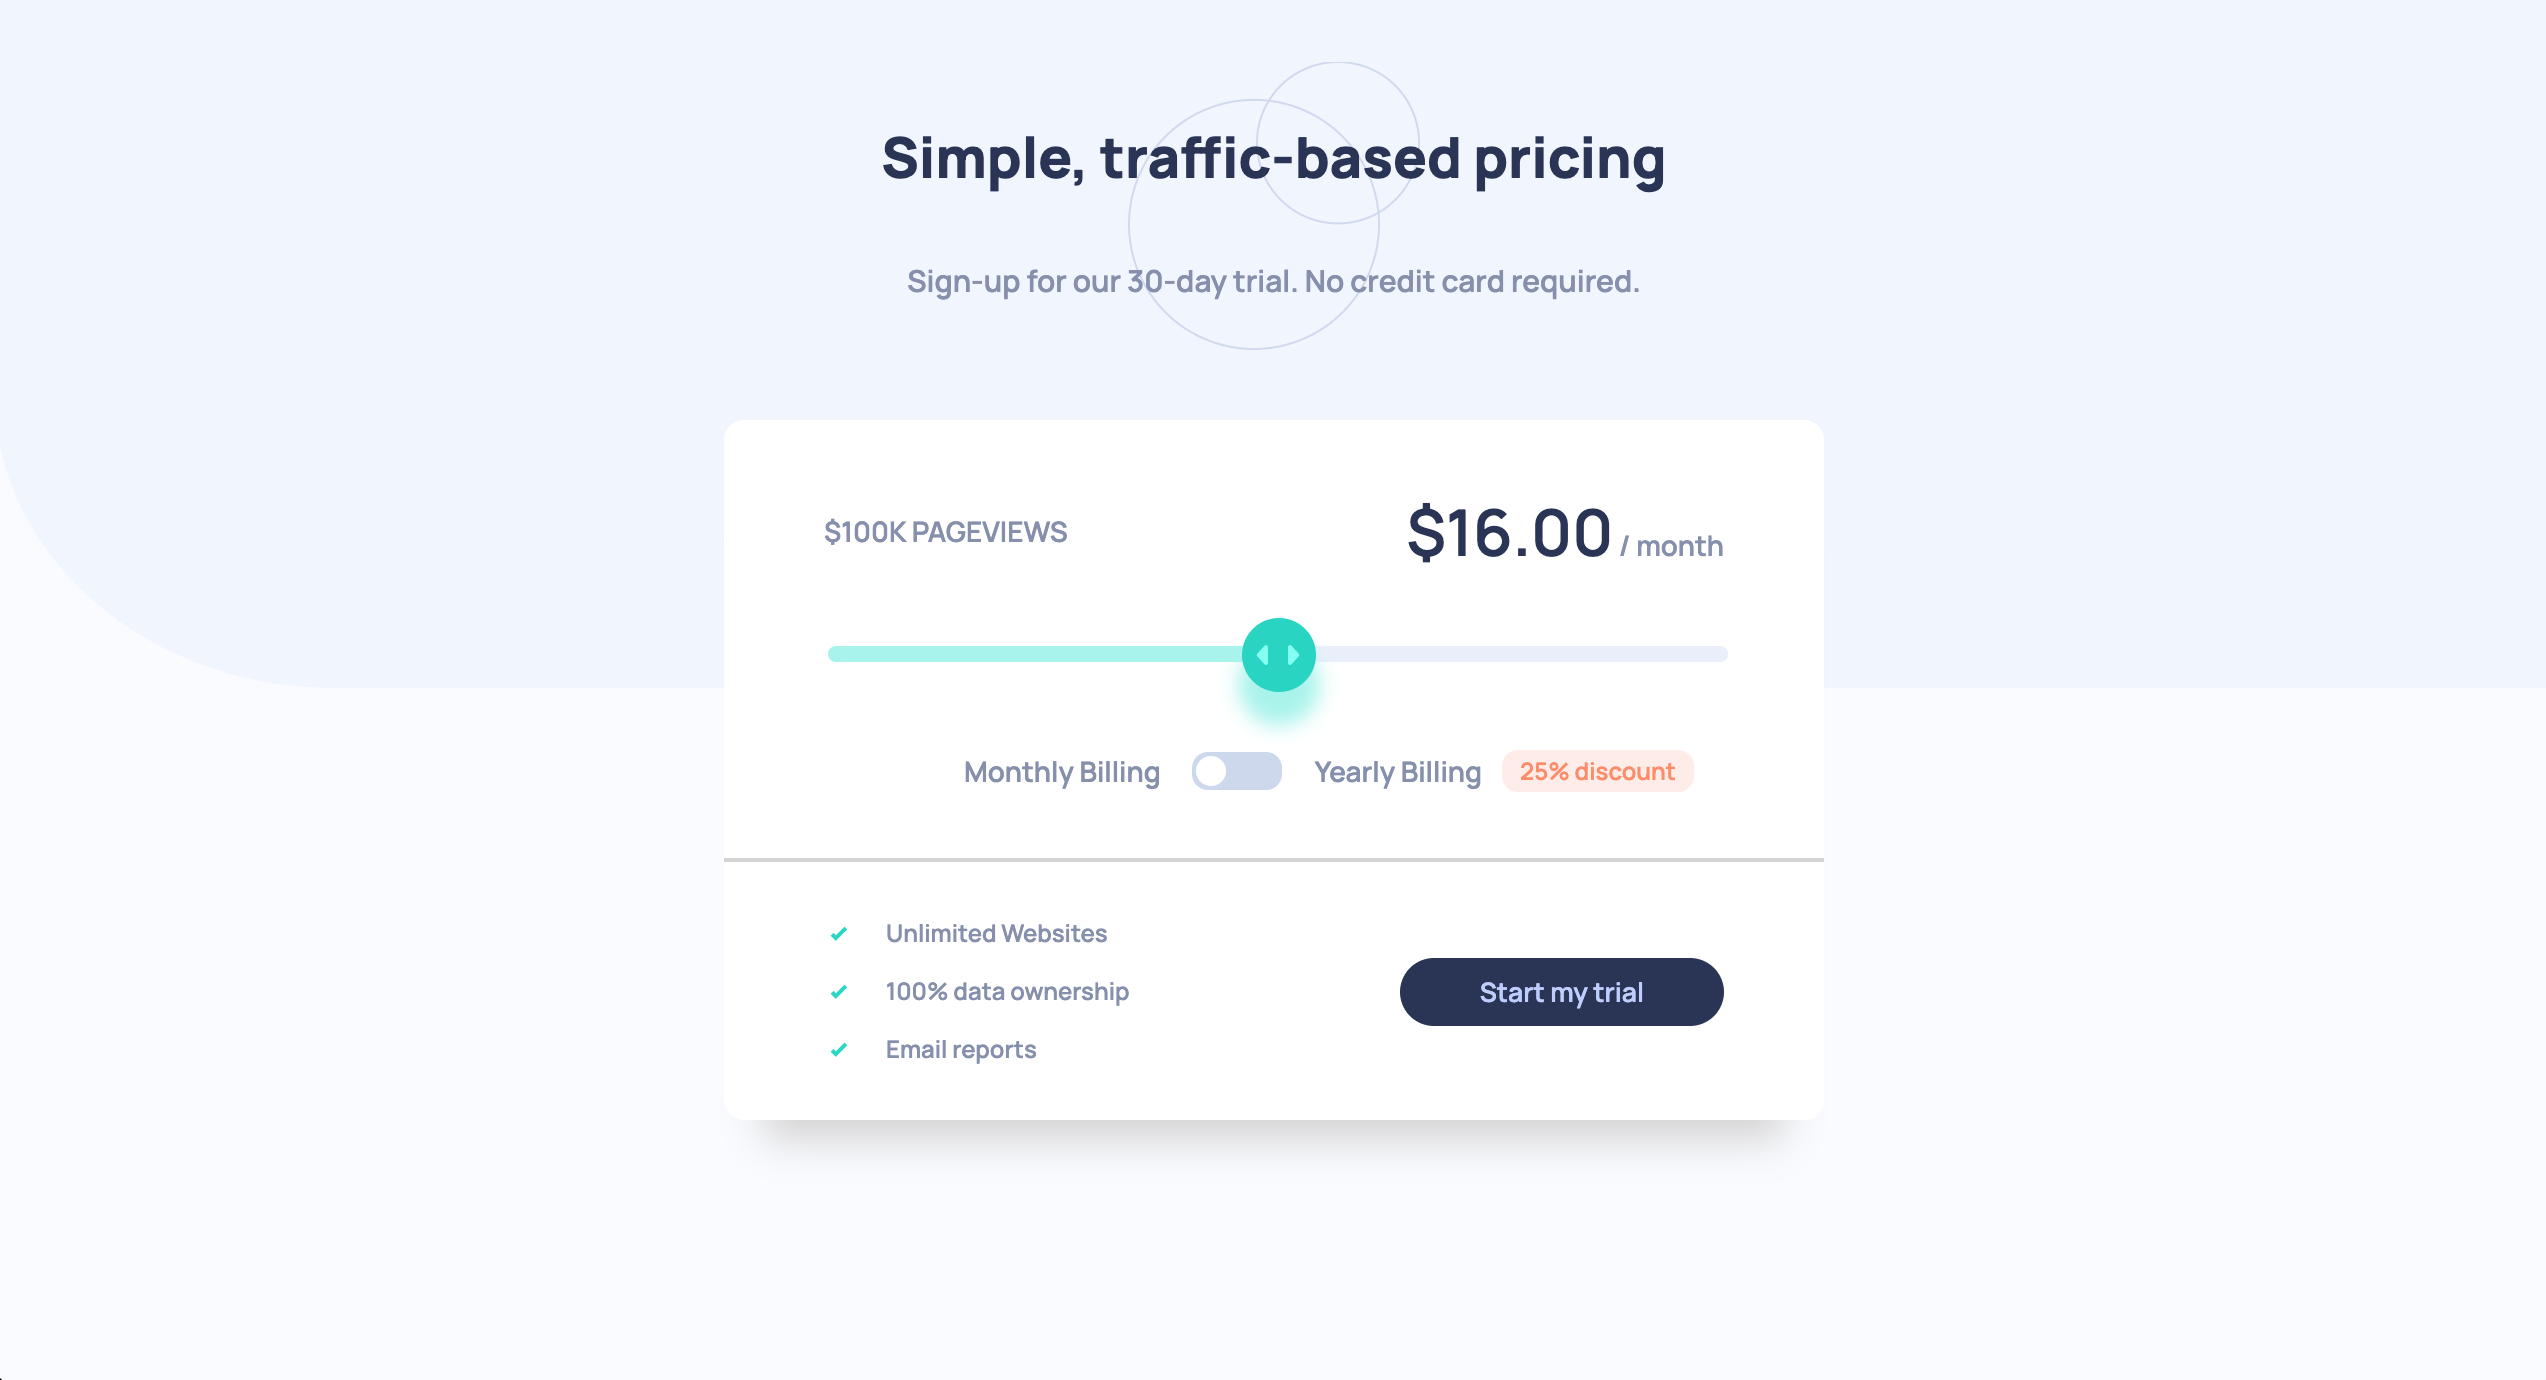 Simple, traffic-based pricing
Sign-up for our 30-day trial. No credit card required.
$100K PAGEVIEWS
$16.00 / month
Monthly Billing
Yearly Billing
25% discount
Unlimited Websites
100% data ownership
Email reports
Start my trial